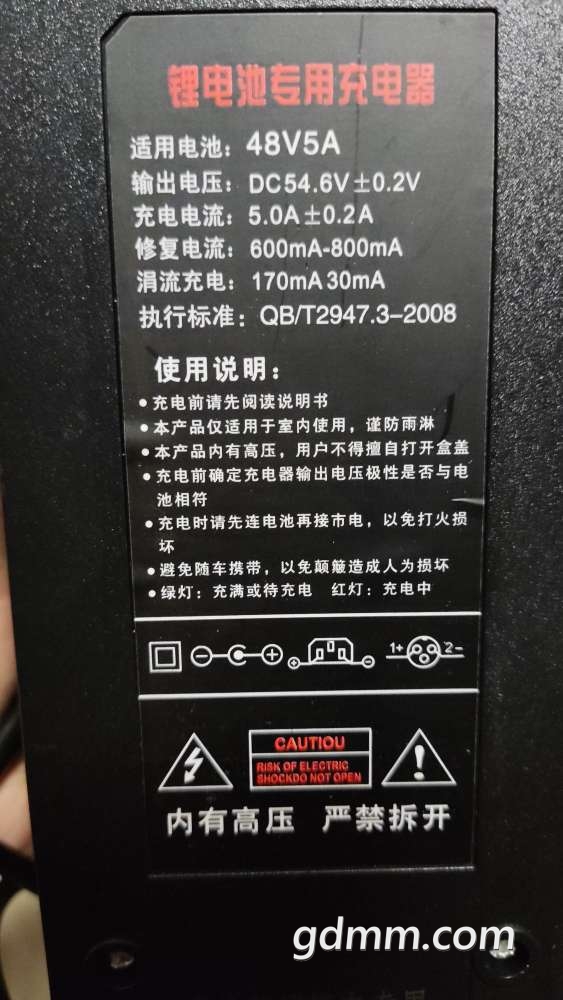 锂电池专用充电器
适用电池：48V5A
输出电压：DC54.6V±0.2V
充电电流：5.0A±0.2A
修复电流：600mA-800mA
涓流充电：170mA30mA
执行标准：QB/T2947.3-2008
使用说明：
●充电前请先阅读说明书
●本产品仅适用于室内使用，谨防雨淋
●本产品内有高压，用户不得擅自打开盒盖
●充电前确定充电器输出电压极性是否与电
池相符
●充电时请先连电池再接市电，以免打火损
坏
●避免随车携带，以免颠簸造成人为损坏
●绿灯：充满或待充电 红灯：充电中
1+ 2-
CAUTIOU
RISK OF ELECTRIC
SHOCKDO NOT OPEN
内有高压 严禁拆开
gdmm.com